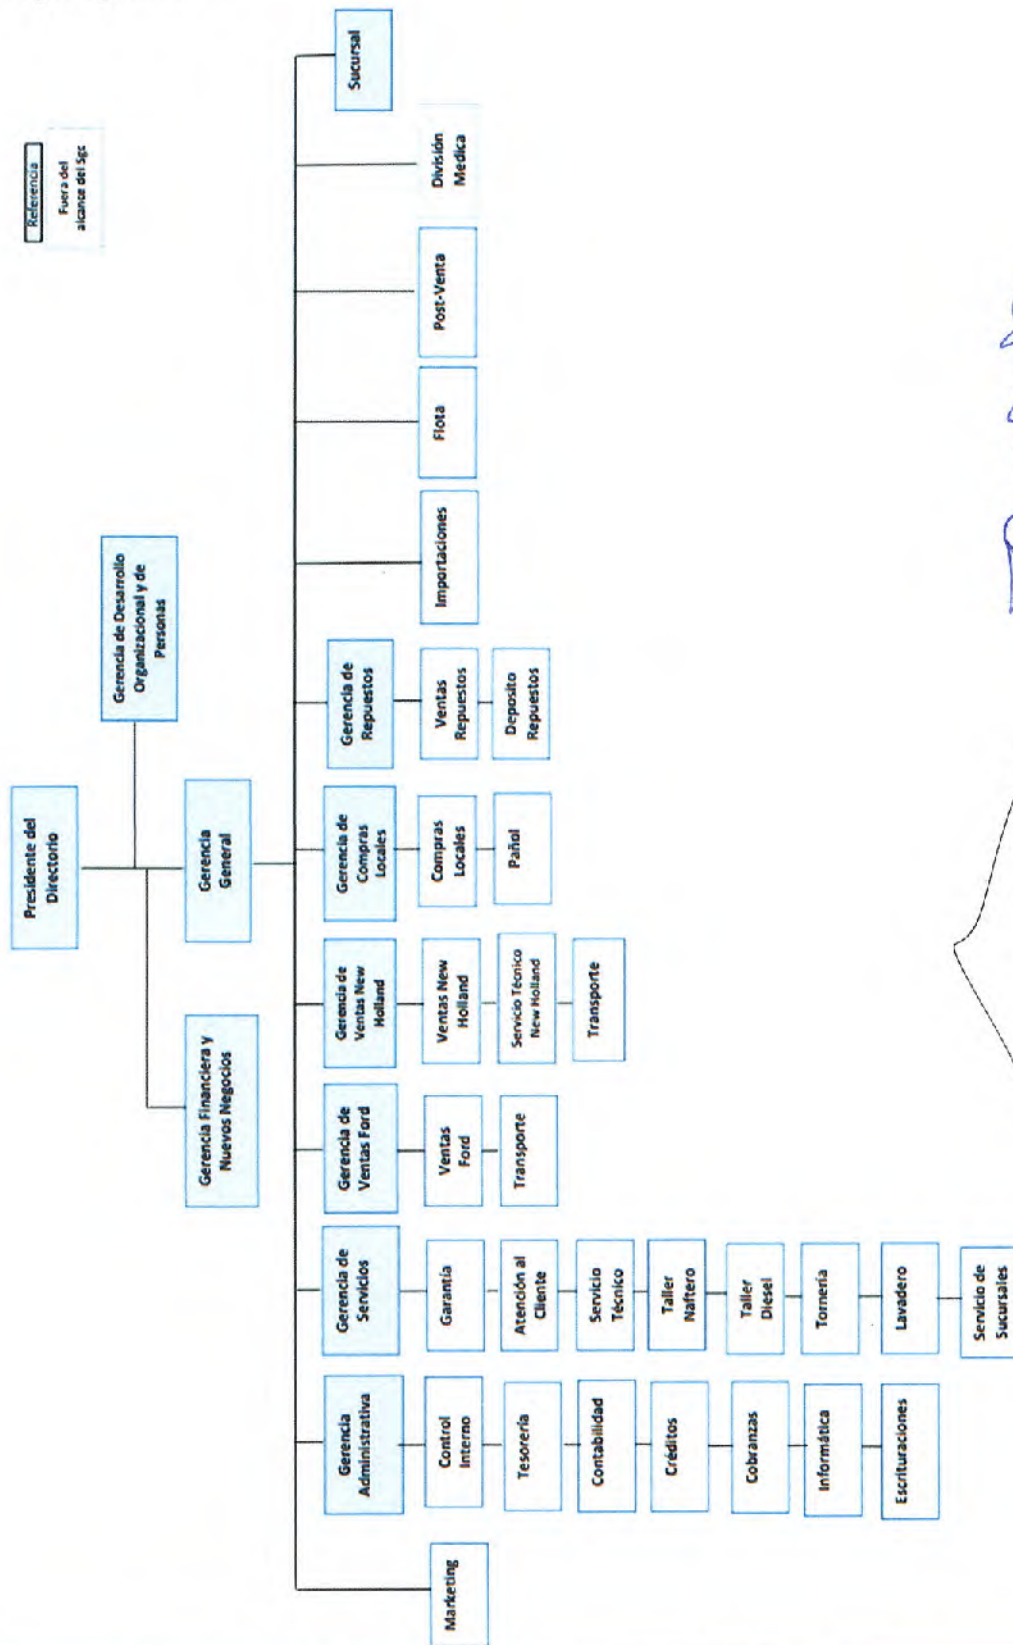 Referencia
Fuera del
alcance del Sgc
Presidente del
Directorio
Gerencia de Desarrollo
Organizacional y de
Personas
Gerencia Financiera y
Nuevos Negocios
Gerencia
General
Marketing
Gerencia
Administrativa
Control
Interno
Tesorería
Contabilidad
Créditos
Cobranzas
Informática
Escrituraciones
Gerencia de
Servicios
Garantía
Atención al
Cliente
Servicio
Técnico
Taller
Naftero
Taller
Diesel
Tornería
Lavadero
Servicio de
Sucursales
Gerencia de
Ventas Ford
Ventas
Ford
Transporte
Gerencia de
Ventas New
Holland
Ventas New
Holland
Servicio Técnico
New Holland
Transporte
Gerencia de
Compras
Locales
Compras
Locales
Pañol
Gerencia de
Repuestos
Ventas
Repuestos
Deposito
Repuestos
Importaciones
Flota
Post-Venta
División
Medica
Sucursal